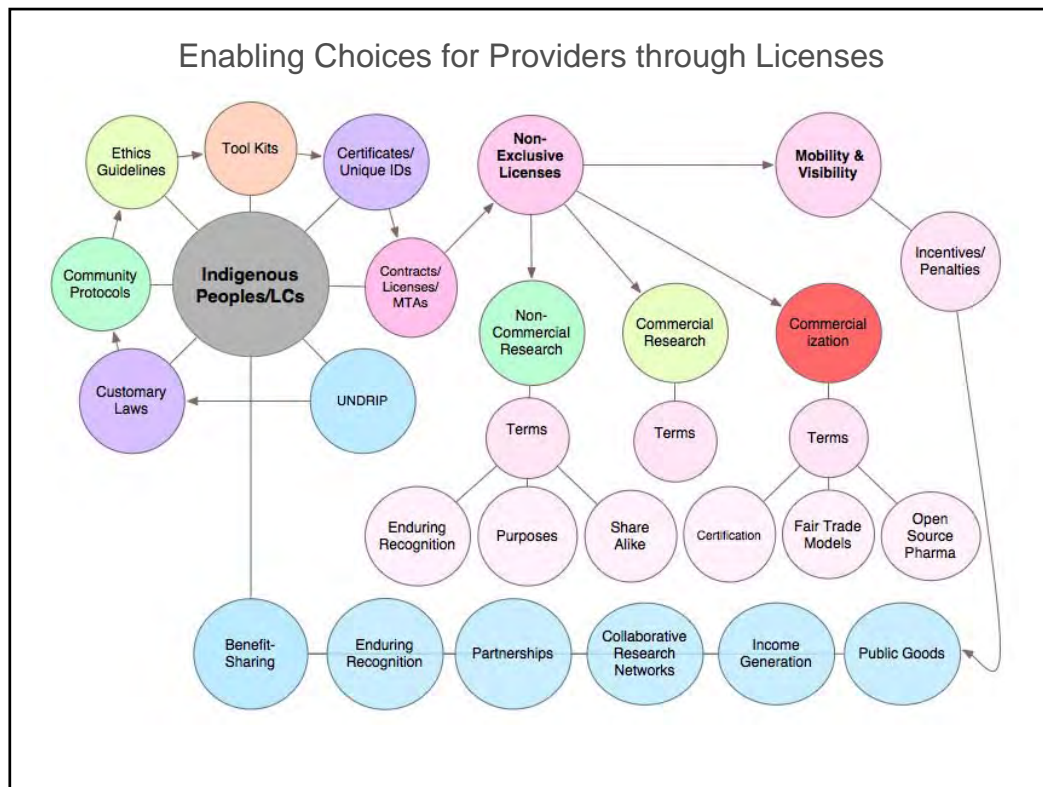 Enabling Choices for Providers through Licenses
Ethics
Guidelines
Tool Kits
Certificates/
Unique IDs
Non-
Exclusive
Licenses
Mobility &
Visibility
Community
Protocols
Indigenous
Peoples/LCs
Contracts/
Licenses/
MTAs
Incentives/
Penalties
Customary
Laws
UNDRIP
Non-
Commercial
Research
Commercial
Research
Commercial
ization
Terms
Terms
Terms
Enduring
Recognition
Purposes
Share
Alike
Certification
Fair Trade
Models
Open
Source
Pharma
Benefit-
Sharing
Enduring
Recognition
Partnerships
Collaborative
Research
Networks
Income
Generation
Public Goods